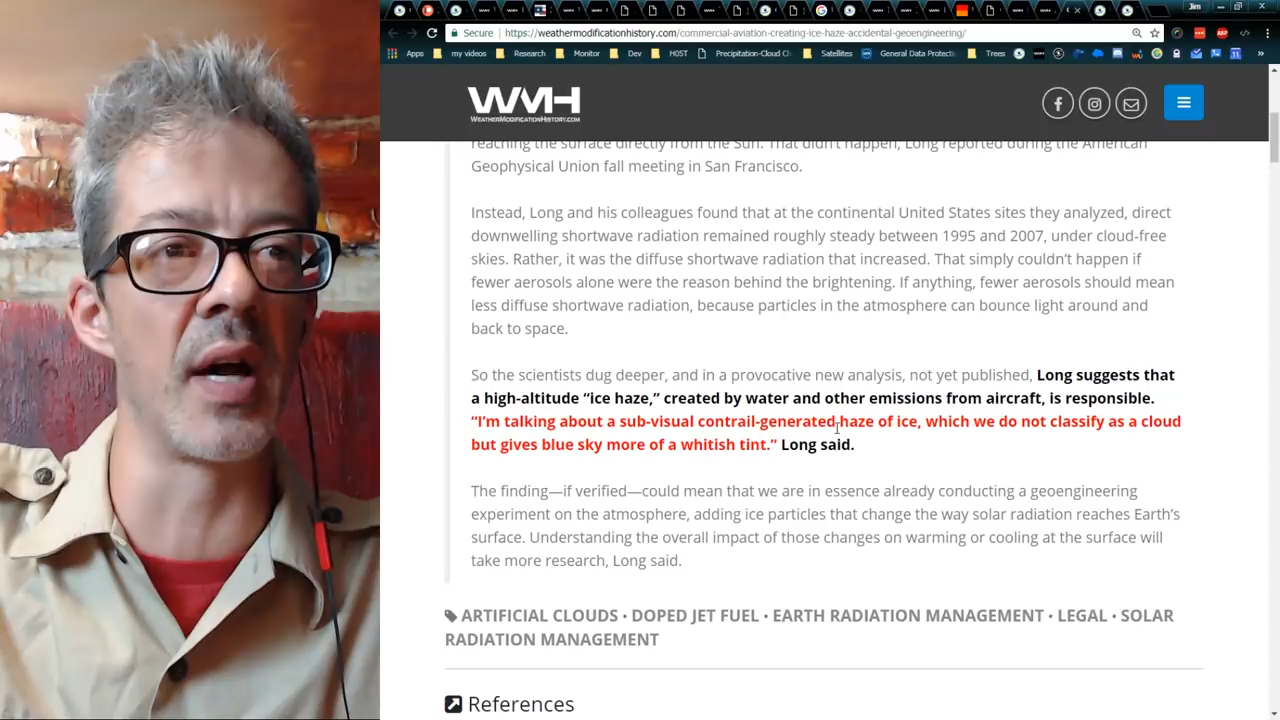 Jim
Secure https://weathermodificationhistory.com/commercial-aviation-creating-ice-haze-accidental-geoengineering/
Apps my videos Research Monitor Dev H0ST Precipitation-Cloud Ch Satellites General Data Protecti Trees
WMH
WEATHERMODIFICATIONHISTORY.COM
reaching the surface directly from the Sun. That didn't happen, Long reported during the American
Geophysical Union fall meeting in San Francisco.
Instead, Long and his colleagues found that at the continental United States sites they analyzed, direct
downwelling shortwave radiation remained roughly steady between 1995 and 2007, under cloud-free
skies. Rather, it was the diffuse shortwave radiation that increased. That simply couldn't happen if
fewer aerosols alone were the reason behind the brightening. If anything, fewer aerosols should mean
less diffuse shortwave radiation, because particles in the atmosphere can bounce light around and
back to space.
So the scientists dug deeper, and in a provocative new analysis, not yet published, Long suggests that
a high-altitude “ice haze,” created by water and other emissions from aircraft, is responsible.
“I'm talking about a sub-visual contrail-generated haze of ice, which we do not classify as a cloud
but gives blue sky more of a whitish tint.” Long said.
The finding—if verified—could mean that we are in essence already conducting a geoengineering
experiment on the atmosphere, adding ice particles that change the way solar radiation reaches Earth's
surface. Understanding the overall impact of those changes on warming or cooling at the surface will
take more research, Long said.
ARTIFICIAL CLOUDS • DOPED JET FUEL • EARTH RADIATION MANAGEMENT • LEGAL • SOLAR
RADIATION MANAGEMENT
References